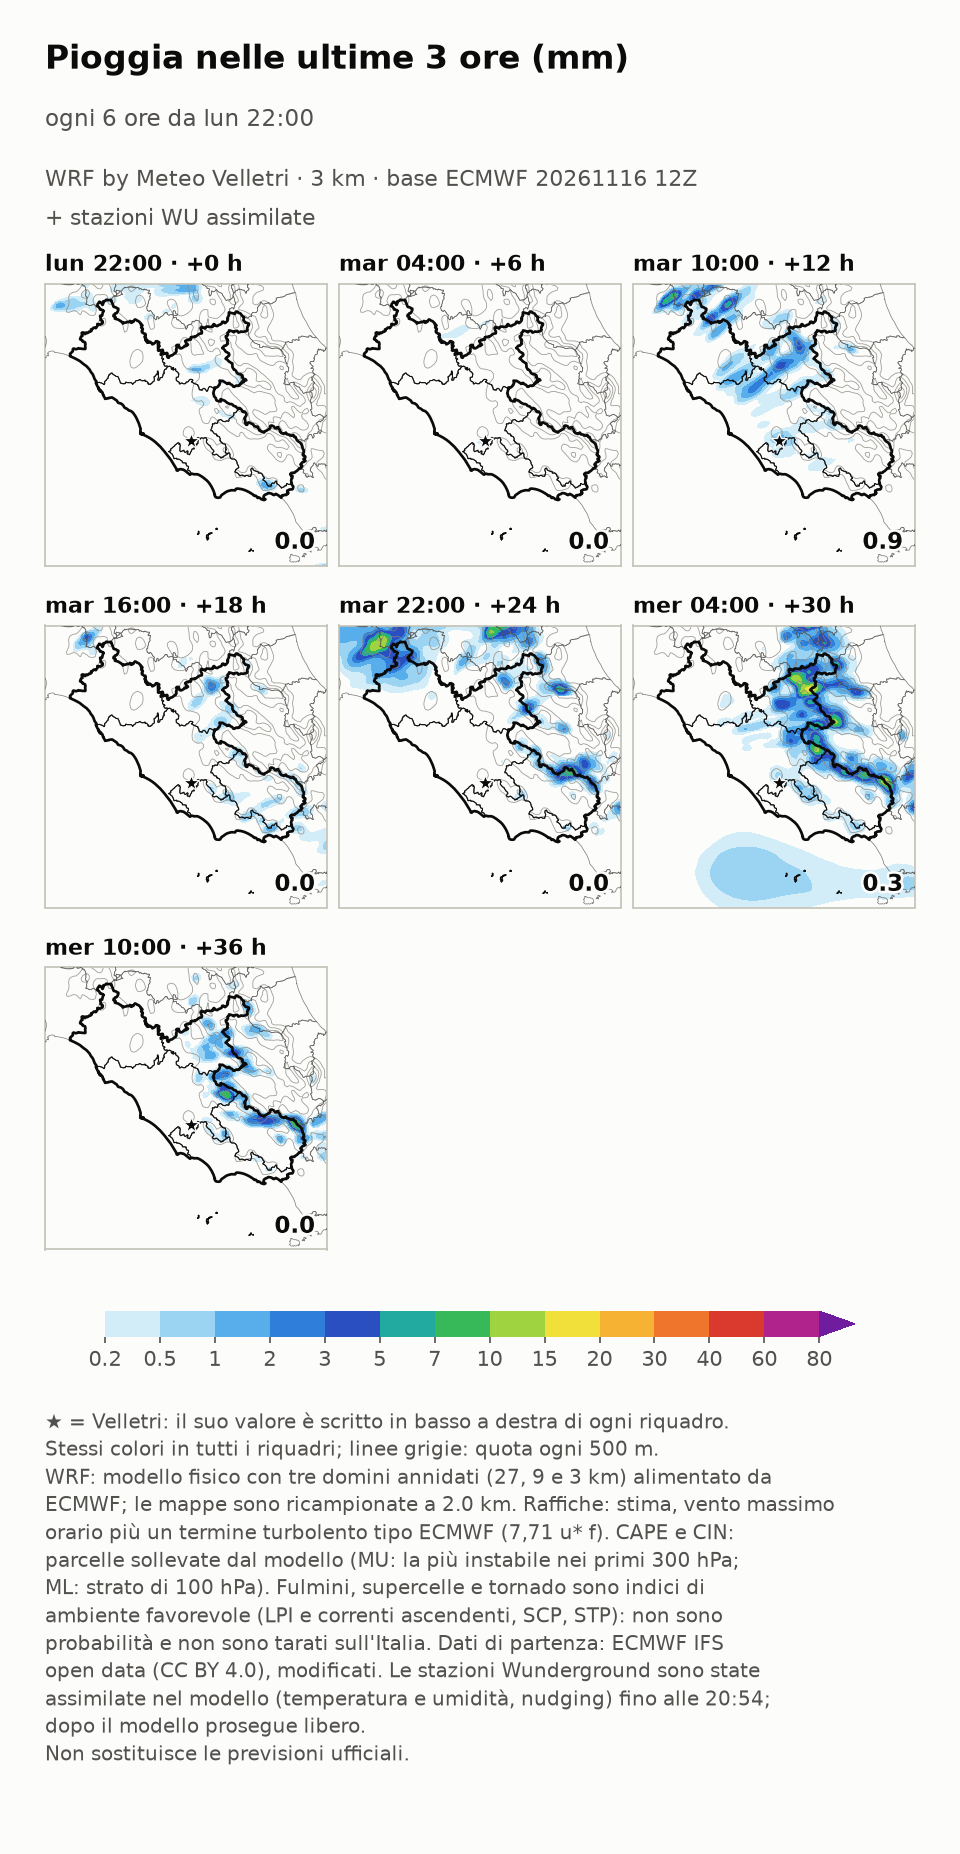 Pioggia nelle ultime 3 ore (mm)
ogni 6 ore da lun 22:00
WRF by Meteo Velletri · 3 km · base ECMWF 20261116 12Z
+ stazioni WU assimilate
lun 22:00 · +0 h
mar 04:00 · +6 h
mar 10:00 · +12 h
0.0
0.0
0.9
mar 16:00 · +18 h
mar 22:00 · +24 h
mer 04:00 · +30 h
0.0
0.0
0.3
mer 10:00 · +36 h
0.0
0.2 0.5 1 2 3 5 7 10 15 20 30 40 60 80
★ = Velletri: il suo valore è scritto in basso a destra di ogni riquadro.
Stessi colori in tutti i riquadri; linee grigie: quota ogni 500 m.
WRF: modello fisico con tre domini annidati (27, 9 e 3 km) alimentato da
ECMWF; le mappe sono ricampionate a 2.0 km. Raffiche: stima, vento massimo
orario più un termine turbolento tipo ECMWF (7,71 u* f). CAPE e CIN:
parcelle sollevate dal modello (MU: la più instabile nei primi 300 hPa;
ML: strato di 100 hPa). Fulmini, supercelle e tornado sono indici di
ambiente favorevole (LPI e correnti ascendenti, SCP, STP): non sono
probabilità e non sono tarati sull'Italia. Dati di partenza: ECMWF IFS
open data (CC BY 4.0), modificati. Le stazioni Wunderground sono state
assimilate nel modello (temperatura e umidità, nudging) fino alle 20:54;
dopo il modello prosegue libero.
Non sostituisce le previsioni ufficiali.